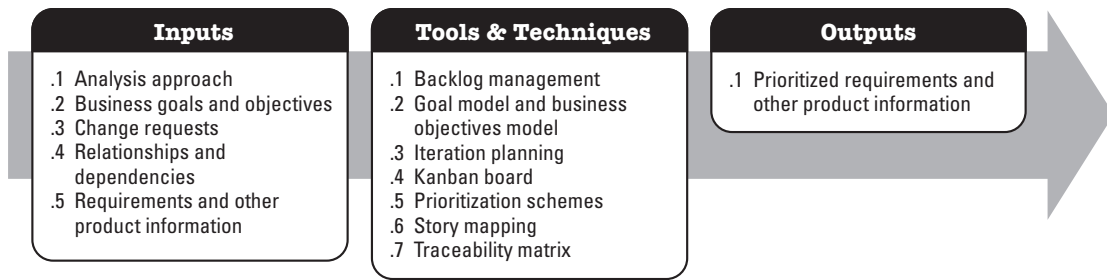 Inputs
.1 Analysis approach
.2 Business goals and objectives
.3 Change requests
.4 Relationships and
dependencies
.5 Requirements and other
product information
Tools & Techniques
.1 Backlog management
.2 Goal model and business
objectives model
.3 Iteration planning
.4 Kanban board
.5 Prioritization schemes
.6 Story mapping
.7 Traceability matrix
Outputs
.1 Prioritized requirements and
other product information